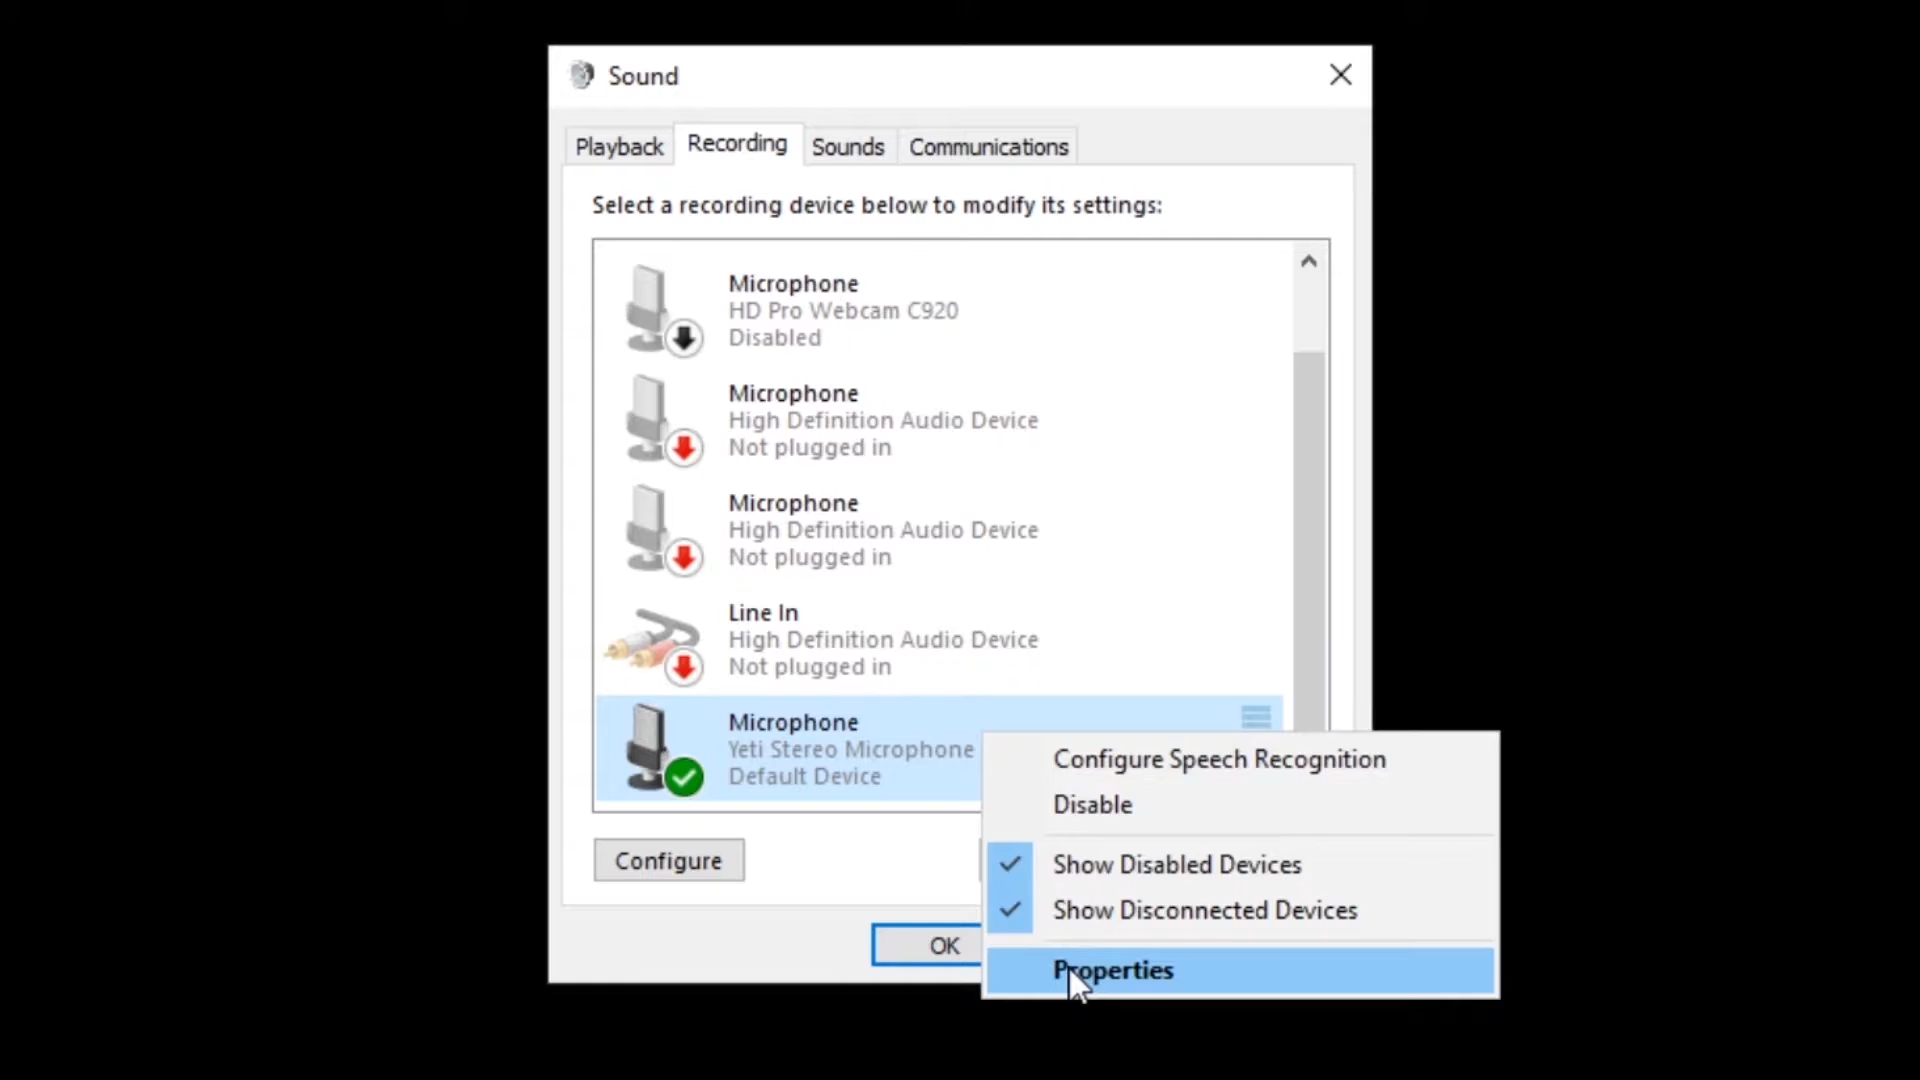 Sound
Playback
Recording
Sounds
Communications
Select a recording device below to modify its settings:
Microphone
HD Pro Webcam C920
Disabled
Microphone
High Definition Audio Device
Not plugged in
Microphone
High Definition Audio Device
Not plugged in
Line In
High Definition Audio Device
Not plugged in
Microphone
Yeti Stereo Microphone
Default Device
Configure Speech Recognition
Disable
Show Disabled Devices
Show Disconnected Devices
Properties
Configure
OK